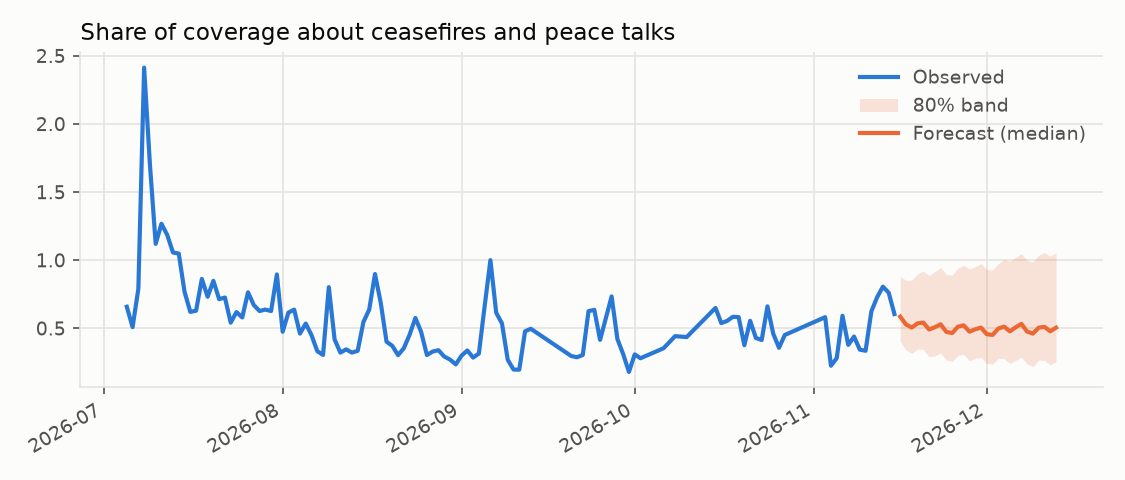 Share of coverage about ceasefires and peace talks
Observed
80% band
Forecast (median)
2.5
2.0
1.5
1.0
0.5
2026-07
2026-08
2026-09
2026-10
2026-11
2026-12